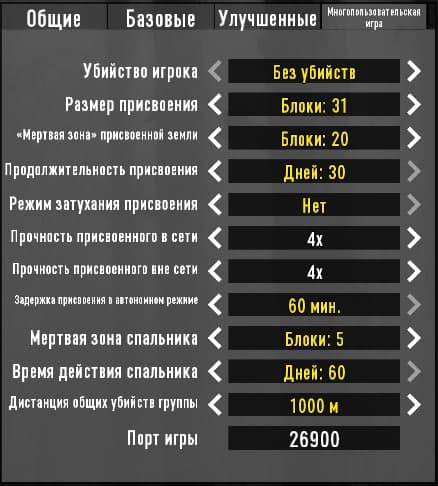 Общие Базовые Улучшенные Многопользовательская игра
Убийство игрока Без убийств
Размер присвоения Блоки: 31
«Мертвая зона» присвоенной земли Блоки: 20
Продолжительность присвоения Дней: 30
Режим затухания присвоения Нет
Прочность присвоенного в сети 4x
Прочность присвоенного вне сети 4x
Задержка присвоения в автономном режиме 60 мин.
Мертвая зона спальника Блоки: 5
Время действия спальника Дней: 60
Дистанция общих убийств группы 1000 м
Порт игры 26900